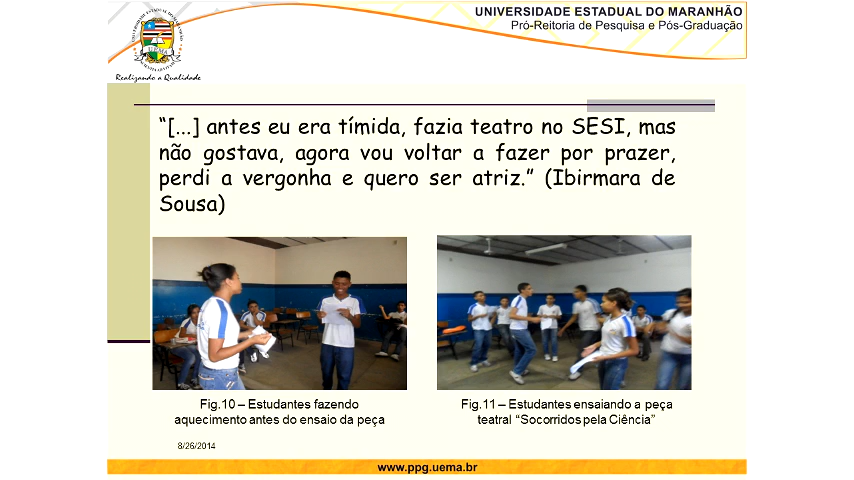 UNIVERSIDADE ESTADUAL DO MARANHÃO
Pró-Reitoria de Pesquisa e Pós-Graduação
UEMA
Realizando a Qualidade
“[...] antes eu era tímida, fazia teatro no SESI, mas
não gostava, agora vou voltar a fazer por prazer,
perdi a vergonha e quero ser atriz.” (Ibirmara de
Sousa)
Fig.10 – Estudantes fazendo
aquecimento antes do ensaio da peça
Fig.11 – Estudantes ensaiando a peça
teatral “Socorridos pela Ciência”
8/26/2014
www.ppg.uema.br